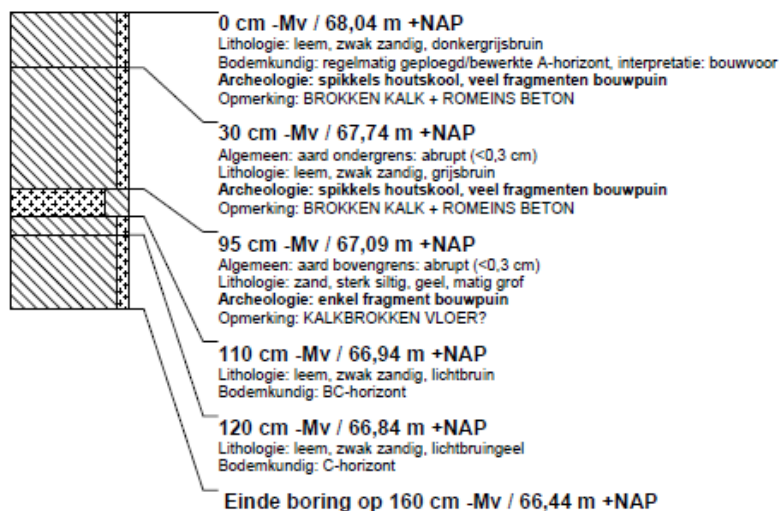 0 cm -Mv / 68,04 m +NAP
Lithologie: leem, zwak zandig, donkergrijsbruin
Bodemkundig: regelmatig geploegd/bewerkte A-horizont, interpretatie: bouwvoor
Archeologie: spikkels houtskool, veel fragmenten bouwpuin
Opmerking: BROKKEN KALK + ROMEINS BETON
30 cm -Mv / 67,74 m +NAP
Algemeen: aard ondergrens: abrupt (<0,3 cm)
Lithologie: leem, zwak zandig, grijsbruin
Archeologie: spikkels houtskool, veel fragmenten bouwpuin
Opmerking: BROKKEN KALK + ROMEINS BETON
95 cm -Mv / 67,09 m +NAP
Algemeen: aard bovengrens: abrupt (<0,3 cm)
Lithologie: zand, sterk siltig, geel, matig grof
Archeologie: enkel fragment bouwpuin
Opmerking: KALKBROKKEN VLOER?
110 cm -Mv / 66,94 m +NAP
Lithologie: leem, zwak zandig, lichtbruin
Bodemkundig: BC-horizont
120 cm -Mv / 66,84 m +NAP
Lithologie: leem, zwak zandig, lichtbruingeel
Bodemkundig: C-horizont
Einde boring op 160 cm -Mv / 66,44 m +NAP